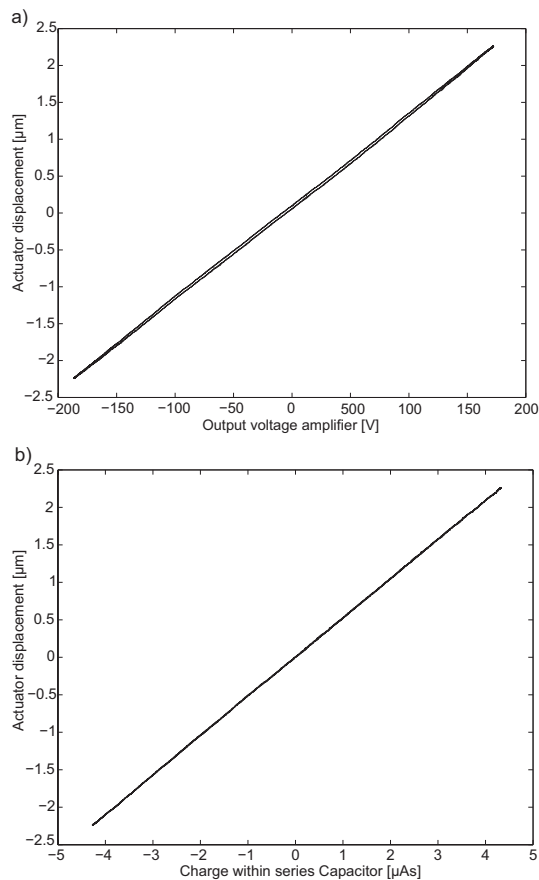 a)
2.5
2
1.5
1
0.5
0
−0.5
−1
−1.5
−2
−2.5
Actuator displacement [µm]
−200 −150 −100 −50 0 500 100 150 200
Output voltage amplifier [V]
b)
2.5
2
1.5
1
0.5
0
−0.5
−1
−1.5
−2
−2.5
Actuator displacement [µm]
−5 −4 −3 −2 −1 0 1 2 3 4 5
Charge within series Capacitor [µAs]